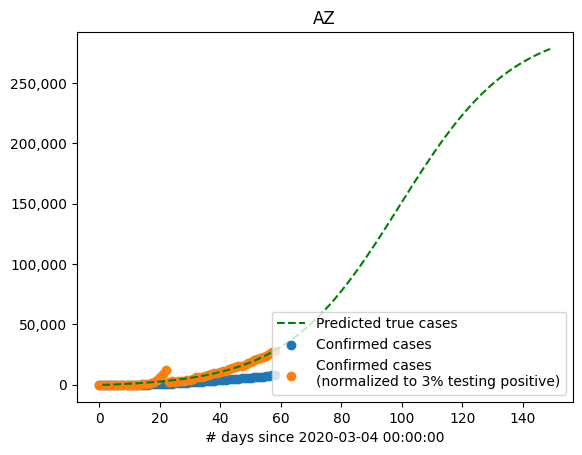 AZ
250,000
200,000
150,000
100,000
50,000
0
Predicted true cases
Confirmed cases
Confirmed cases
(normalized to 3% testing positive)
0 20 40 60 80 100 120 140
# days since 2020-03-04 00:00:00